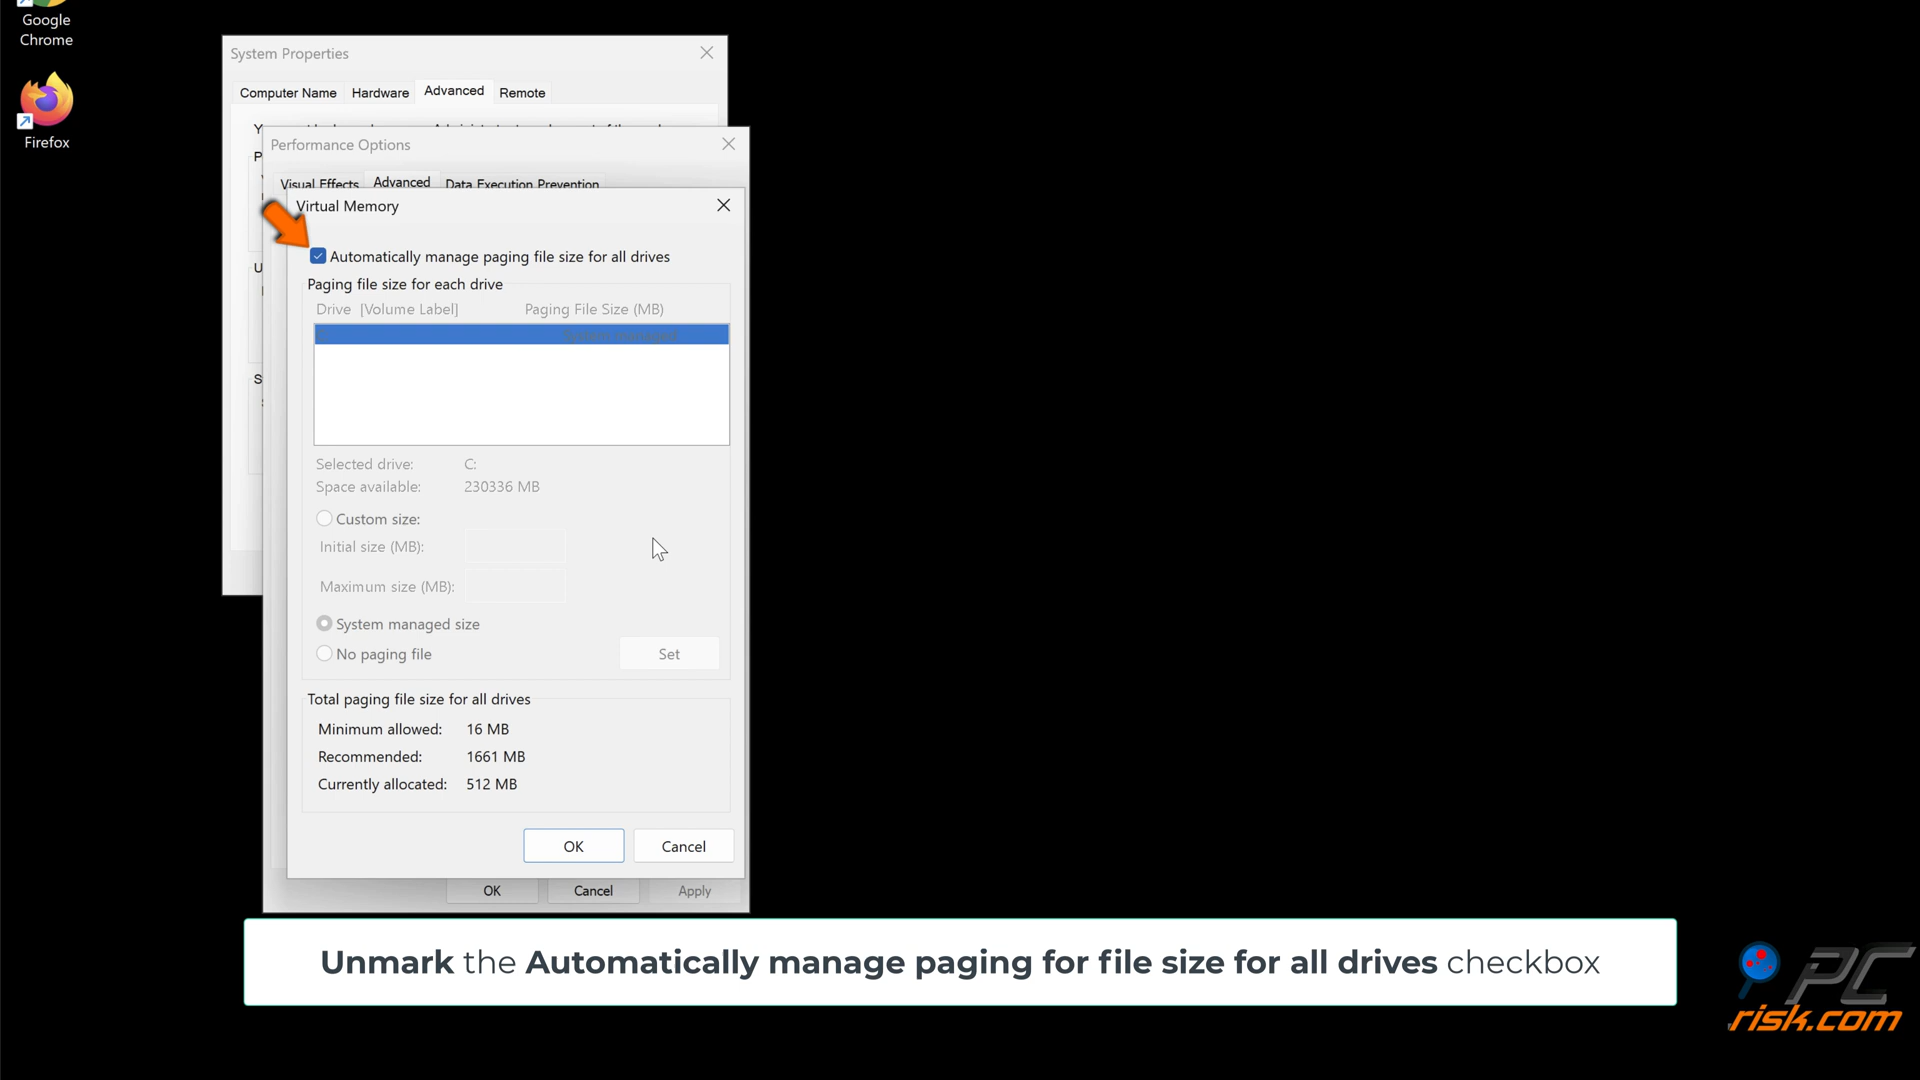 Google
Chrome
Firefox
System Properties
Computer Name Hardware Advanced Remote
Performance Options
Visual Effects Advanced Data Execution Prevention
Virtual Memory
Automatically manage paging file size for all drives
Paging file size for each drive
Drive [Volume Label] Paging File Size (MB)
System managed
Selected drive: C:
Space available: 230336 MB
Custom size:
Initial size (MB):
Maximum size (MB):
System managed size
No paging file Set
Total paging file size for all drives
Minimum allowed: 16 MB
Recommended: 1661 MB
Currently allocated: 512 MB
OK Cancel
OK Cancel Apply
Unmark the Automatically manage paging for file size for all drives checkbox
PC
risk.com